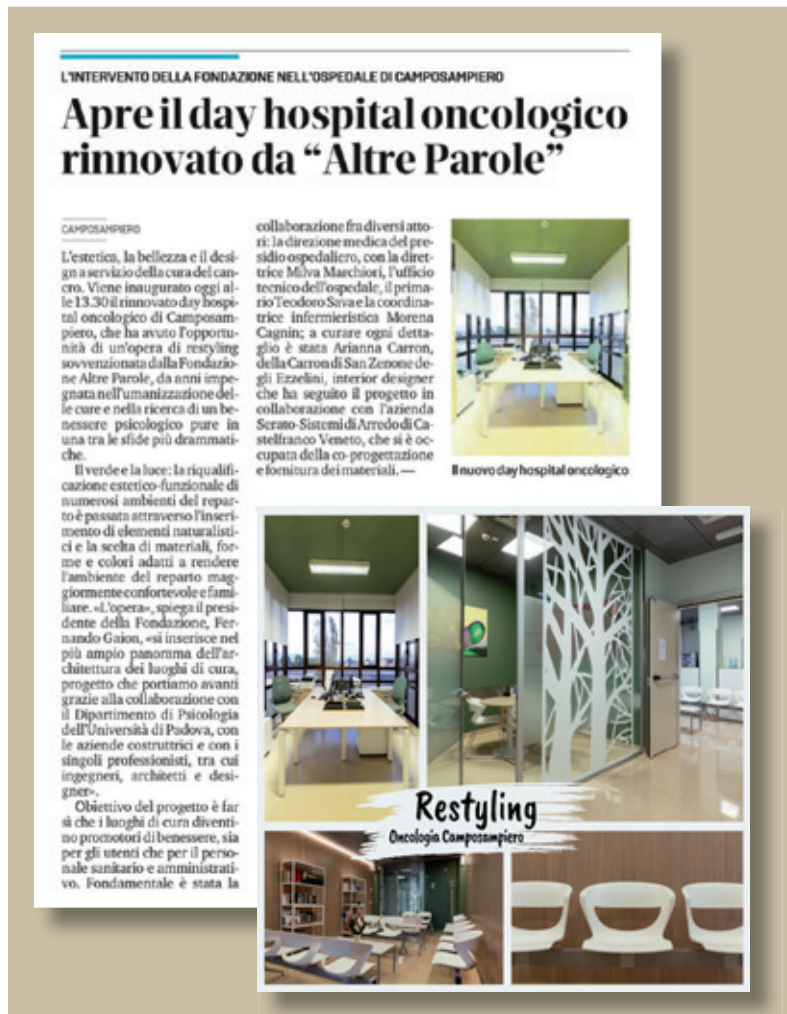 L'INTERVENTO DELLA FONDAZIONE NELL'OSPEDALE DI CAMPOSAMPIERO
Apre il day hospital oncologico
rinnovato da “Altre Parole”
CAMPOSAMPIERO
L'estetica, la bellezza e il desi-
gn a servizio della cura del can-
cro. Viene inaugurato oggi al-
le 13.30 il rinnovato day hospi-
tal oncologico di Camposam-
piero, che ha avuto l'opportu-
nità di un'opera di restyling
sovvenzionata dalla Fondazio-
ne Altre Parole, da anni impe-
gnata nell'umanizzazione del-
le cure e nella ricerca di un be-
nessere psicologico pure in
una tra le sfide più drammati-
che.
Il verde e la luce: la riqualifi-
cazione estetico-funzionale di
numerosi ambienti del repar-
to è passata attraverso l'inseri-
mento di elementi naturalisti-
ci e la scelta di materiali, for-
me e colori adatti a rendere
l'ambiente del reparto mag-
giormente confortevole e fami-
liare. «L'opera», spiega il presi-
dente della Fondazione, Fer-
nando Gaion, «si inserisce nel
più ampio panorama dell'ar-
chitettura dei luoghi di cura,
progetto che portiamo avanti
grazie alla collaborazione con
il Dipartimento di Psicologia
dell'Università di Padova, con
le aziende costruttrici e con i
singoli professionisti, tra cui
ingegneri, architetti e desi-
gner».
Obiettivo del progetto è far
sì che i luoghi di cura diventi-
no promotori di benessere, sia
per gli utenti che per il perso-
nale sanitario e amministrati-
vo. Fondamentale è stata la
collaborazione fra diversi atto-
ri: la direzione medica del pre-
sidio ospedaliero, con la diret-
trice Milva Marchiori, l'ufficio
tecnico dell'ospedale, il prima-
rio Teodoro Sava e la coordina-
trice infermieristica Morena
Cagnin; a curare ogni detta-
glio è stata Arianna Carron,
della Carron di San Zenone de-
gli Ezzelini, interior designer
che ha seguito il progetto in
collaborazione con l'azienda
Serato-Sistemi di Arredo di Ca-
stelfranco Veneto, che si è oc-
cupata della co-progettazione
e fornitura dei materiali. —
Il nuovo day hospital oncologico
Restyling
Oncologia Camposampiero